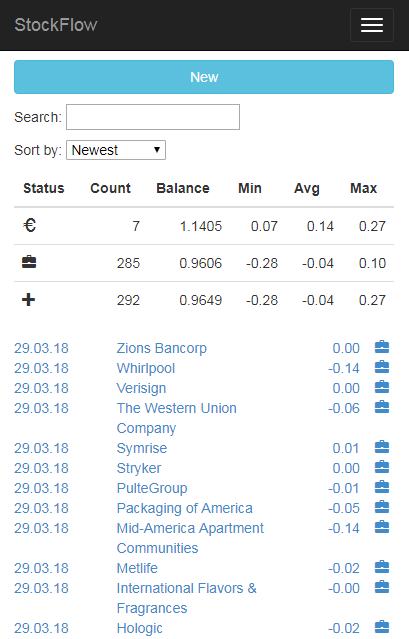 StockFlow
New
Search:
Sort by: Newest
Status Count Balance Min Avg Max
€ 7 1.1405 0.07 0.14 0.27
285 0.9606 -0.28 -0.04 0.10
292 0.9649 -0.28 -0.04 0.27
29.03.18 Zions Bancorp 0.00
29.03.18 Whirlpool -0.14
29.03.18 Verisign 0.00
29.03.18 The Western Union -0.06
Company
29.03.18 Symrise 0.01
29.03.18 Stryker 0.00
29.03.18 PulteGroup -0.01
29.03.18 Packaging of America -0.05
29.03.18 Mid-America Apartment -0.14
Communities
29.03.18 Metlife -0.02
29.03.18 International Flavors & -0.00
Fragrances
29.03.18 Hologic -0.02